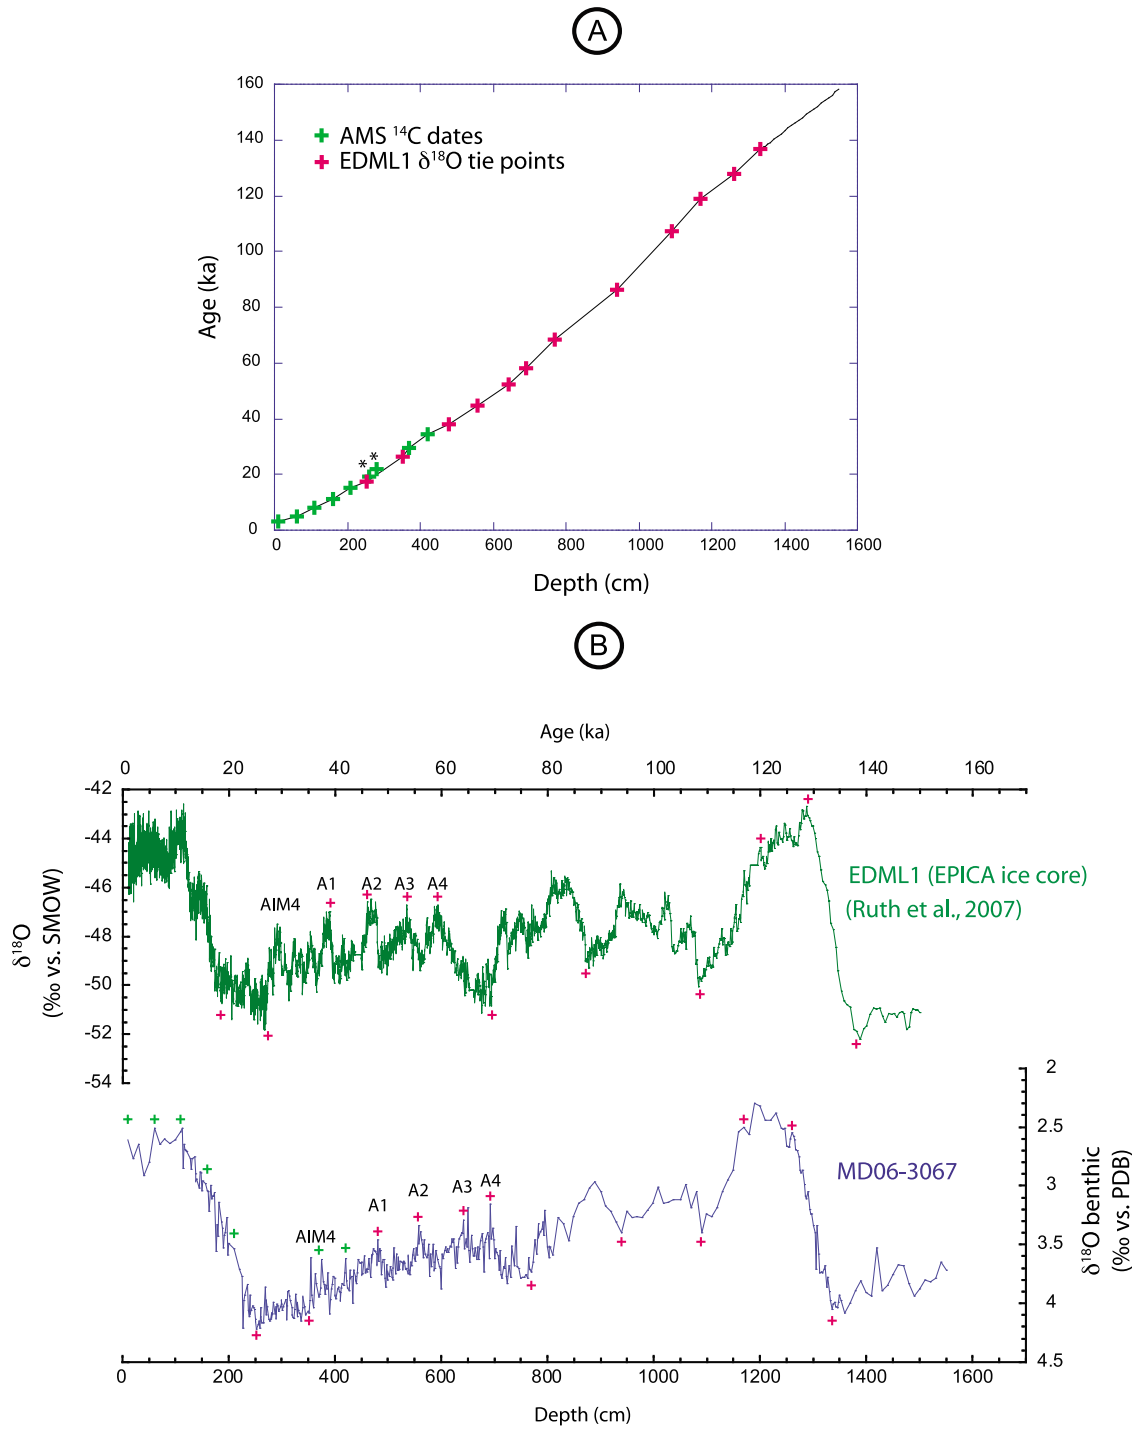 A
160
140
120
100
80
60
40
20
0
Age (ka)
AMS ¹⁴C dates
EDML1 δ¹⁸O tie points
* *
0 200 400 600 800 1000 1200 1400 1600
Depth (cm)
B
Age (ka)
0 20 40 60 80 100 120 140 160
-42
-44
-46
-48
-50
-52
-54
δ¹⁸O
(‰ vs. SMOW)
AIM4
A1
A2
A3
A4
EDML1 (EPICA ice core)
(Ruth et al., 2007)
2
2.5
3
3.5
4
4.5
δ¹⁸O benthic
(‰ vs. PDB)
MD06-3067
AIM4
A1
A2
A3
A4
0 200 400 600 800 1000 1200 1400 1600
Depth (cm)